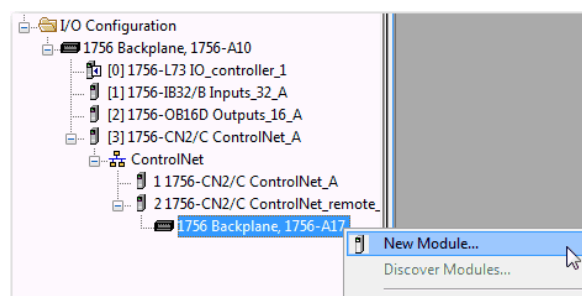 I/O Configuration
1756 Backplane, 1756-A10
[0] 1756-L73 IO_controller_1
[1] 1756-IB32/B Inputs_32_A
[2] 1756-OB16D Outputs_16_A
[3] 1756-CN2/C ControlNet_A
ControlNet
1 1756-CN2/C ControlNet_A
2 1756-CN2/C ControlNet_remote_
1756 Backplane, 1756-A17
New Module...
Discover Modules...